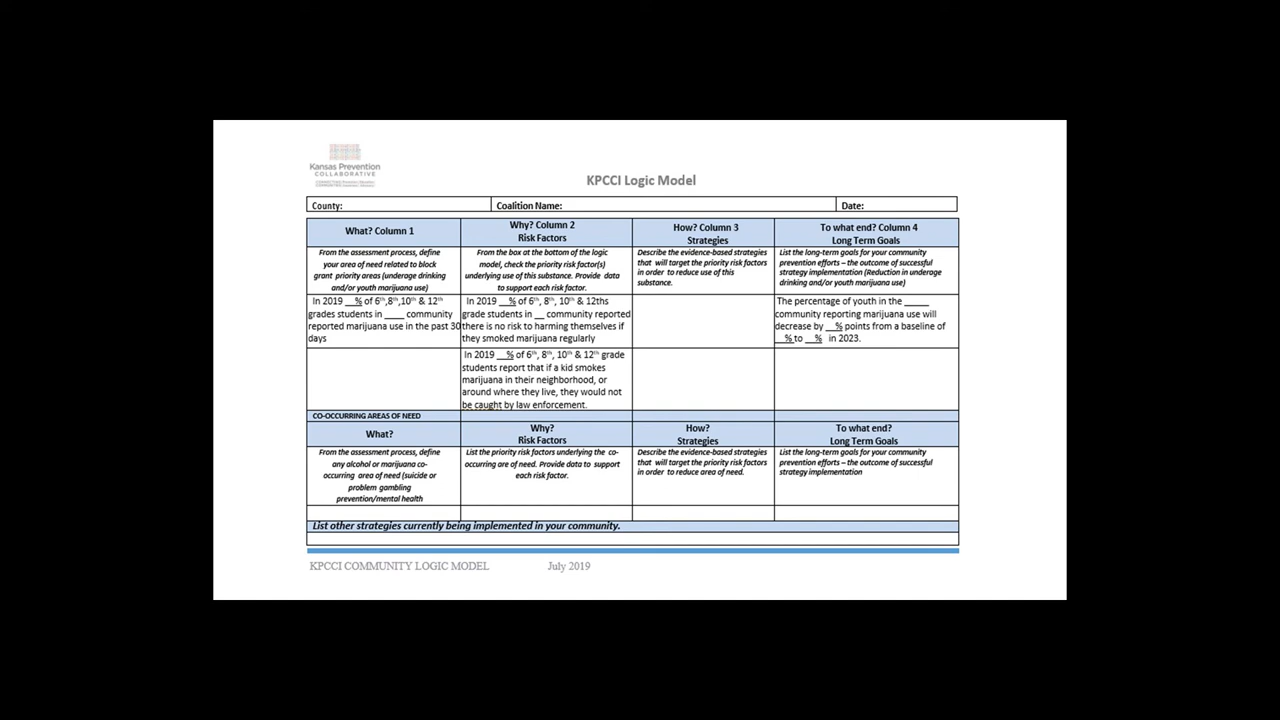 Kansas Prevention
COLLABORATIVE
KPCCI Logic Model
County:
Coalition Name:
Date:
What? Column 1
Why? Column 2
Risk Factors
How? Column 3
Strategies
To what end? Column 4
Long Term Goals
From the assessment process, define
your area of need related to block
grant priority areas (underage drinking
and/or youth marijuana use)
From the box at the bottom of the logic
model, check the priority risk factor(s)
underlying use of this substance. Provide data
to support each risk factor.
Describe the evidence-based strategies
that will target the priority risk factors
in order to reduce use of this
substance.
List the long-term goals for your community
prevention efforts – the outcome of successful
strategy implementation (Reduction in underage
drinking and/or youth marijuana use)
In 2019 __% of 6th,8th,10th & 12th
grades students in ____ community
reported marijuana use in the past 30
days
In 2019 __% of 6th, 8th, 10th & 12ths
grade students in __ community reported
there is no risk to harming themselves if
they smoked marijuana regularly
The percentage of youth in the _____
community reporting marijuana use will
decrease by __% points from a baseline of
__% to __% in 2023.
In 2019 __% of 6th, 8th, 10th & 12th grade
students report that if a kid smokes
marijuana in their neighborhood, or
around where they live, they would not
be caught by law enforcement.
CO-OCCURRING AREAS OF NEED
What?
Why?
Risk Factors
How?
Strategies
To what end?
Long Term Goals
From the assessment process, define
any alcohol or marijuana co-
occurring area of need (suicide or
problem gambling
prevention/mental health
List the priority risk factors underlying the co-
occurring are of need. Provide data to support
each risk factor.
Describe the evidence-based strategies
that will target the priority risk factors
in order to reduce area of need.
List the long-term goals for your community
prevention efforts – the outcome of successful
strategy implementation
List other strategies currently being implemented in your community.
KPCCI COMMUNITY LOGIC MODEL July 2019